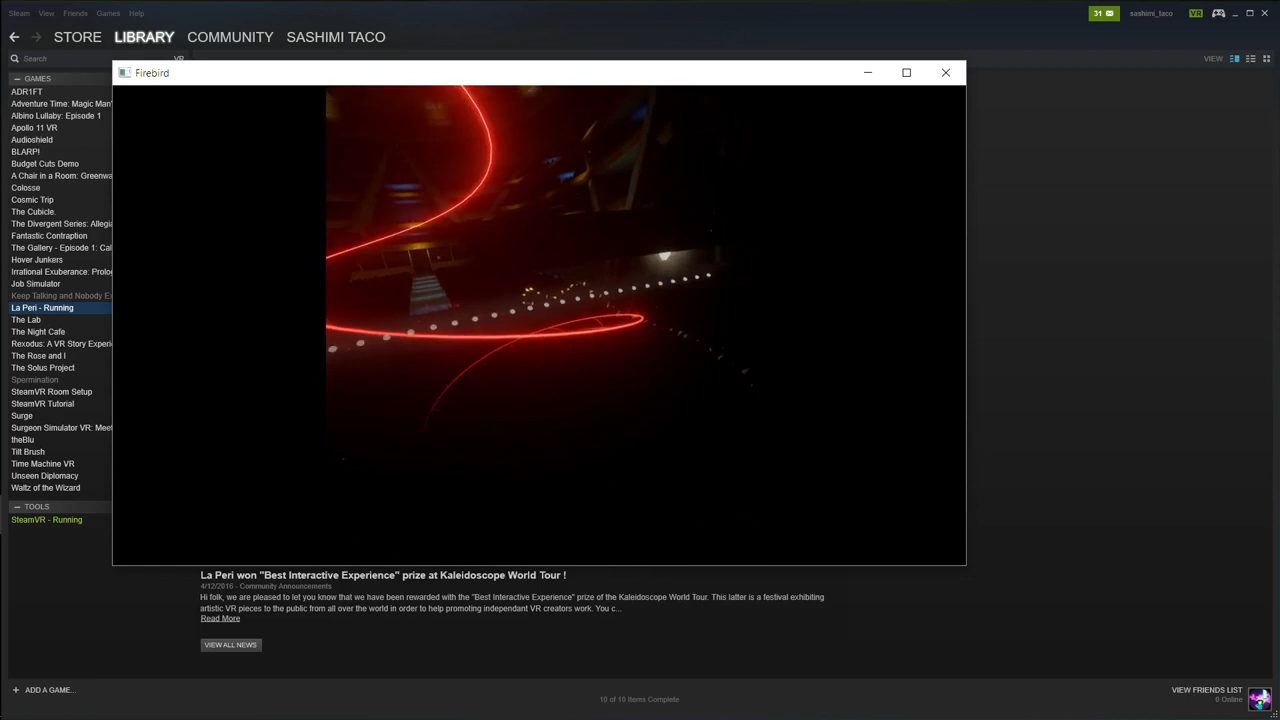 Steam View Friends Games Help
31 sashimi_taco VR
STORE LIBRARY COMMUNITY SASHIMI TACO
Search
VR
VIEW
Firebird
GAMES
ADR1FT
Adventure Time: Magic Man'
Albino Lullaby: Episode 1
Apollo 11 VR
Audioshield
BLARP!
Budget Cuts Demo
A Chair in a Room: Greenwa
Colosse
Cosmic Trip
The Cubicle.
The Divergent Series: Allegia
Fantastic Contraption
The Gallery - Episode 1: Cal
Hover Junkers
Irrational Exuberance: Prolog
Job Simulator
Keep Talking and Nobody Ex
La Peri - Running
The Lab
The Night Cafe
Rexodus: A VR Story Experi
The Rose and I
The Solus Project
Spermination
SteamVR Room Setup
SteamVR Tutorial
Surge
Surgeon Simulator VR: Meet
theBlu
Tilt Brush
Time Machine VR
Unseen Diplomacy
Waltz of the Wizard
TOOLS
SteamVR - Running
La Peri won "Best Interactive Experience" prize at Kaleidoscope World Tour !
4/12/2016 - Community Announcements
Hi folk, we are pleased to let you know that we have been rewarded with the "Best Interactive Experience" prize of the Kaleidoscope World Tour. This latter is a festival exhibiting
artistic VR pieces to the public from all over the world in order to help promoting independant VR creators work. You c...
Read More
VIEW ALL NEWS
ADD A GAME...
10 of 10 Items Complete
VIEW FRIENDS LIST
0 Online